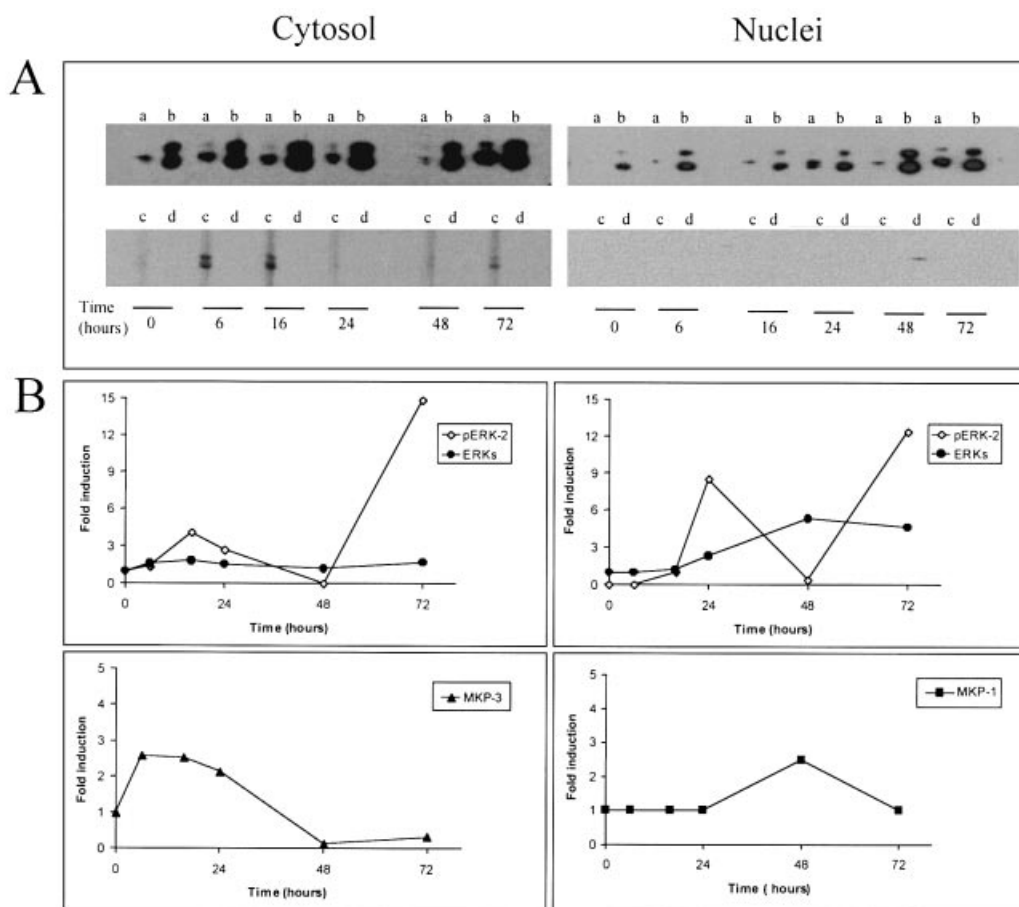 Cytosol Nuclei
A
a b a b a b a b a b a b a b a b a b a b a b a b
c d c d c d c d c d c d c d c d c d c d c d c d
Time
(hours) 0 6 16 24 48 72 0 6 16 24 48 72
B
15
12
9
6
3
0
Fold induction
pERK-2
ERKs
0 24 48 72
Time (hours)
15
12
9
6
3
0
Fold induction
pERK-2
ERKs
0 24 48 72
Time (hours)
5
4
3
2
1
0
Fold induction
MKP-3
0 24 48 72
Time (hours)
5
4
3
2
1
0
Fold induction
MKP-1
0 24 48 72
Time ( hours)